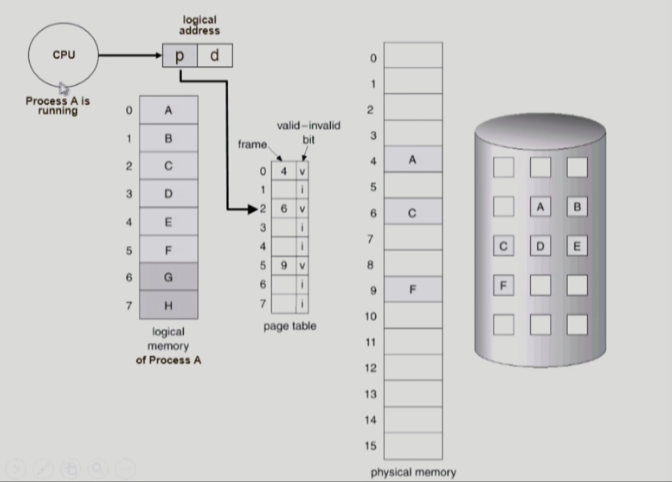 logical
address
CPU
p d
Process A is
running
0 A
1 B
2 C
3 D
4 E
5 F
6 G
7 H
logical
memory
of Process A
valid–invalid
bit
frame
0 4 v
1 i
2 6 v
3 i
4 i
5 9 v
6 i
7 i
page table
0
1
2
3
4 A
5
6 C
7
8
9 F
10
11
12
13
14
15
physical memory
A B
C D E
F